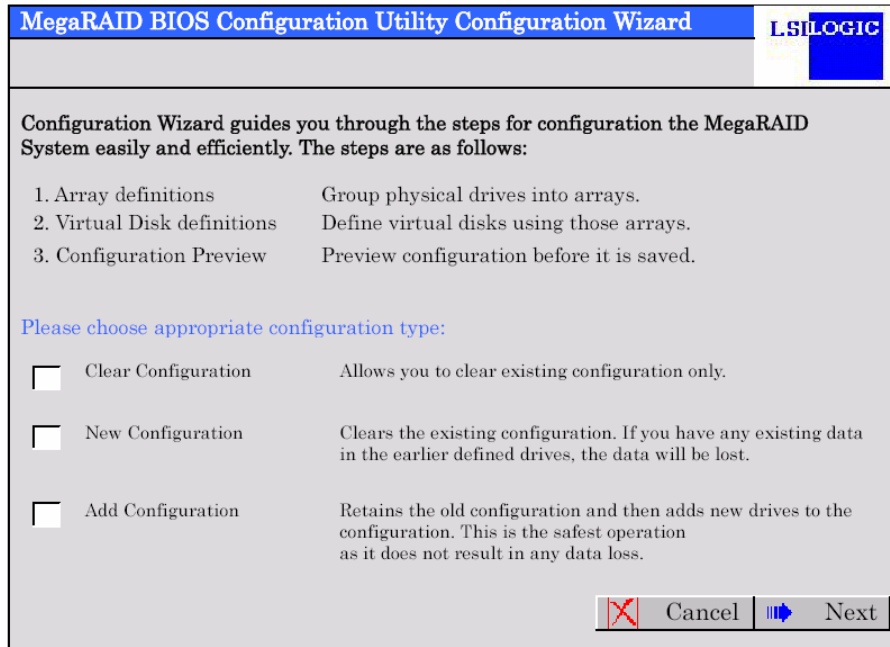 MegaRAID BIOS Configuration Utility Configuration Wizard
LSILOGIC
Configuration Wizard guides you through the steps for configuration the MegaRAID
System easily and efficiently. The steps are as follows:
1. Array definitions Group physical drives into arrays.
2. Virtual Disk definitions Define virtual disks using those arrays.
3. Configuration Preview Preview configuration before it is saved.
Please choose appropriate configuration type:
Clear Configuration Allows you to clear existing configuration only.
New Configuration Clears the existing configuration. If you have any existing data
in the earlier defined drives, the data will be lost.
Add Configuration Retains the old configuration and then adds new drives to the
configuration. This is the safest operation
as it does not result in any data loss.
Cancel Next